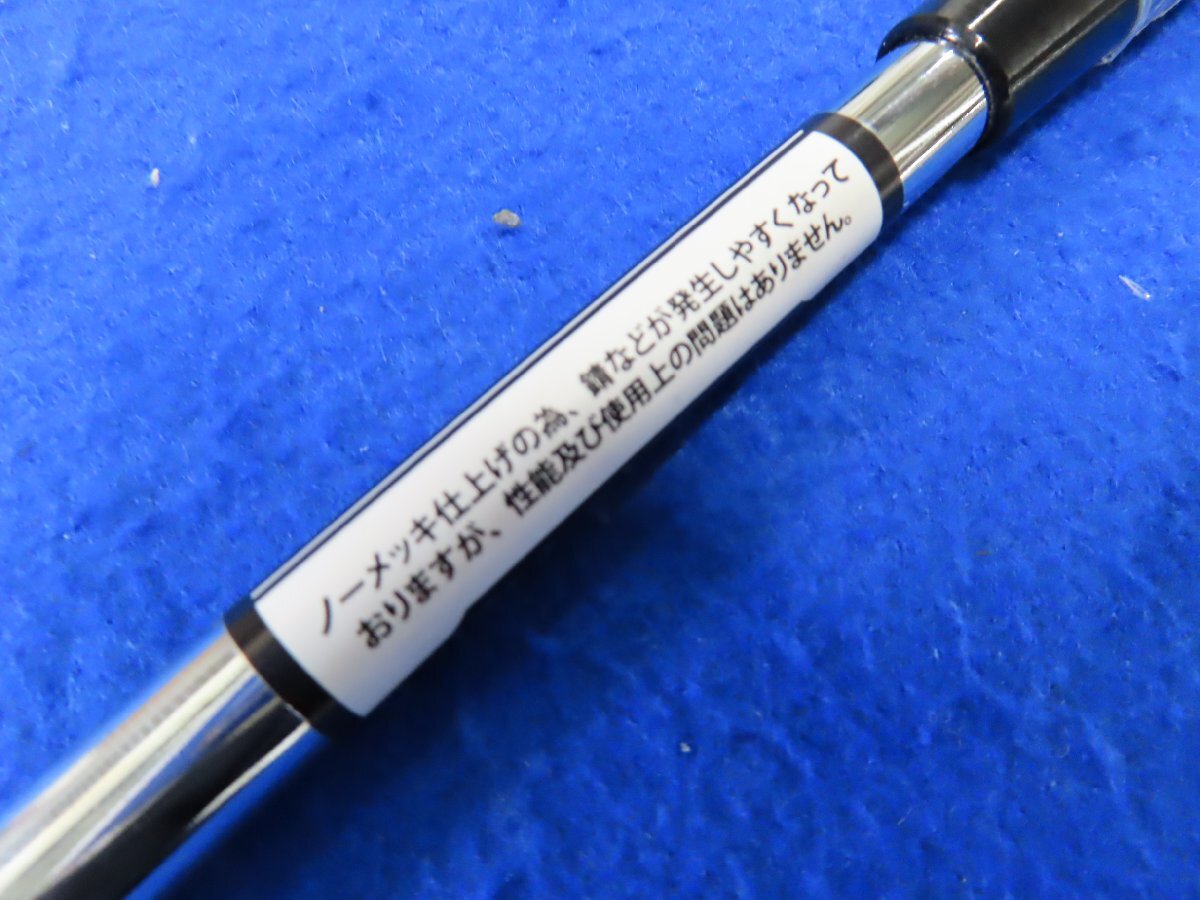 ノーメッキ仕上げの為、錆などが発生しやすくなって
おりますが、性能及び使用上の問題はありません。